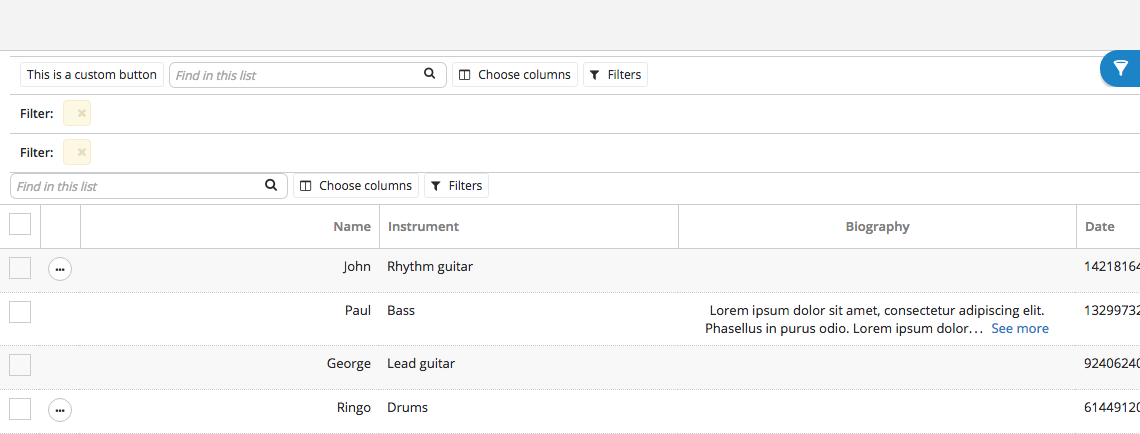 This is a custom button Find in this list Choose columns Filters
Filter:
Filter:
Find in this list Choose columns Filters
Name Instrument Biography Date
John Rhythm guitar 14218164
Paul Bass Lorem ipsum dolor sit amet, consectetur adipiscing elit. 13299732
Phasellus in purus odio. Lorem ipsum dolor... See more
George Lead guitar 92406240
Ringo Drums 61449120